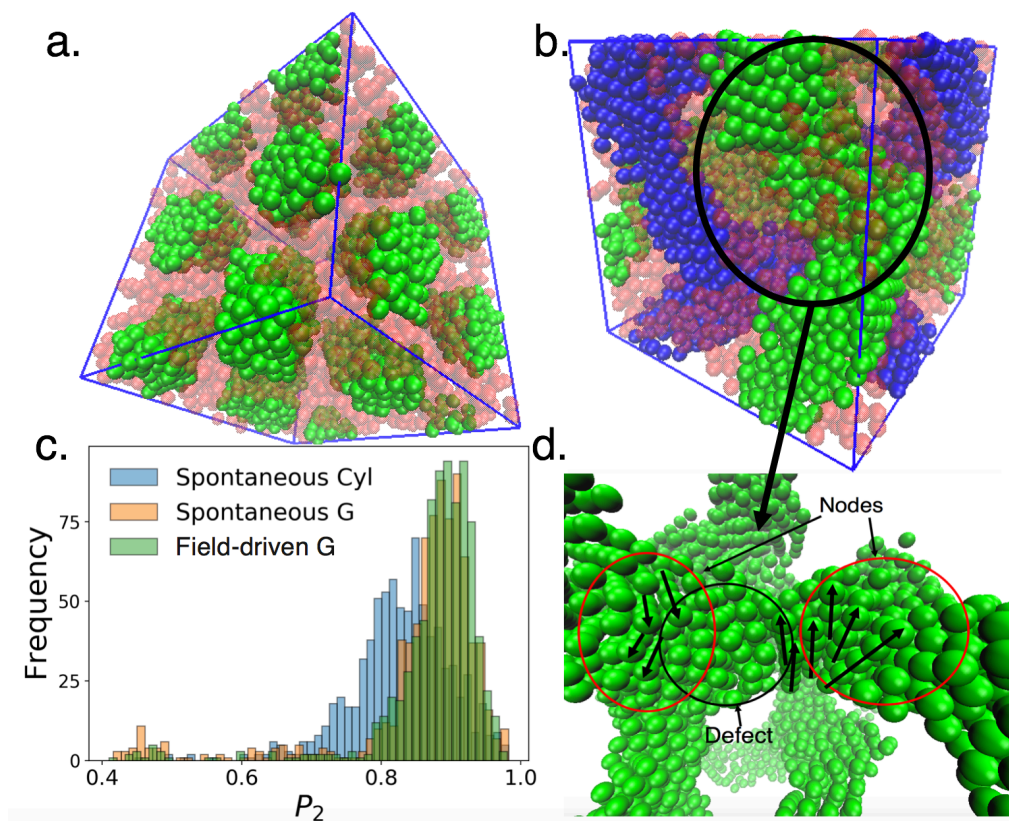 a.
b.
c.
Spontaneous Cyl
Spontaneous G
Field-driven G
Frequency
75
50
25
0
0.4
0.6
0.8
1.0
P2
d.
Nodes
Defect